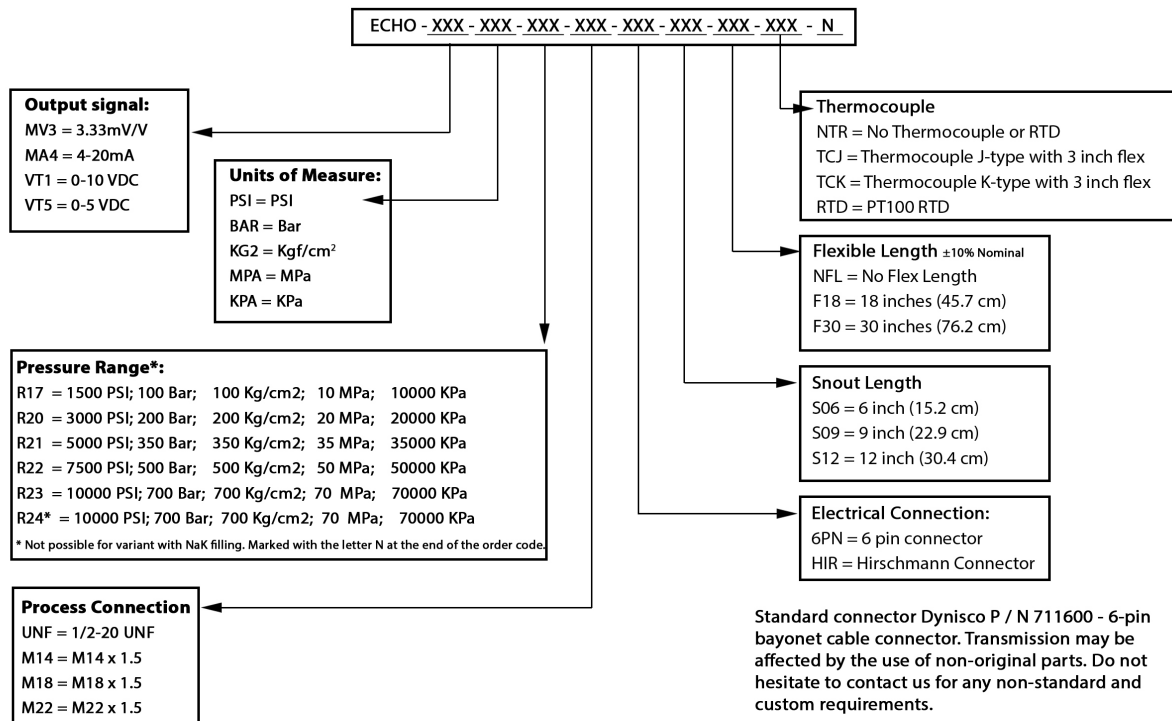 ECHO - XXX - XXX - XXX - XXX - XXX - XXX - XXX - XXX - N
Output signal:
MV3 = 3.33mV/V
MA4 = 4-20mA
VT1 = 0-10 VDC
VT5 = 0-5 VDC
Units of Measure:
PSI = PSI
BAR = Bar
KG2 = Kgf/cm²
MPA = MPa
KPA = KPa
Pressure Range*:
R17 = 1500 PSI; 100 Bar; 100 Kg/cm2; 10 MPa; 10000 KPa
R20 = 3000 PSI; 200 Bar; 200 Kg/cm2; 20 MPa; 20000 KPa
R21 = 5000 PSI; 350 Bar; 350 Kg/cm2; 35 MPa; 35000 KPa
R22 = 7500 PSI; 500 Bar; 500 Kg/cm2; 50 MPa; 50000 KPa
R23 = 10000 PSI; 700 Bar; 700 Kg/cm2; 70 MPa; 70000 KPa
R24* = 10000 PSI; 700 Bar; 700 Kg/cm2; 70 MPa; 70000 KPa
* Not possible for variant with NaK filling. Marked with the letter N at the end of the order code.
Process Connection
UNF = 1/2-20 UNF
M14 = M14 x 1.5
M18 = M18 x 1.5
M22 = M22 x 1.5
Thermocouple
NTR = No Thermocouple or RTD
TCJ = Thermocouple J-type with 3 inch flex
TCK = Thermocouple K-type with 3 inch flex
RTD = PT100 RTD
Flexible Length ±10% Nominal
NFL = No Flex Length
F18 = 18 inches (45.7 cm)
F30 = 30 inches (76.2 cm)
Snout Length
S06 = 6 inch (15.2 cm)
S09 = 9 inch (22.9 cm)
S12 = 12 inch (30.4 cm)
Electrical Connection:
6PN = 6 pin connector
HIR = Hirschmann Connector
Standard connector Dynisco P / N 711600 - 6-pin
bayonet cable connector. Transmission may be
affected by the use of non-original parts. Do not
hesitate to contact us for any non-standard and
custom requirements.